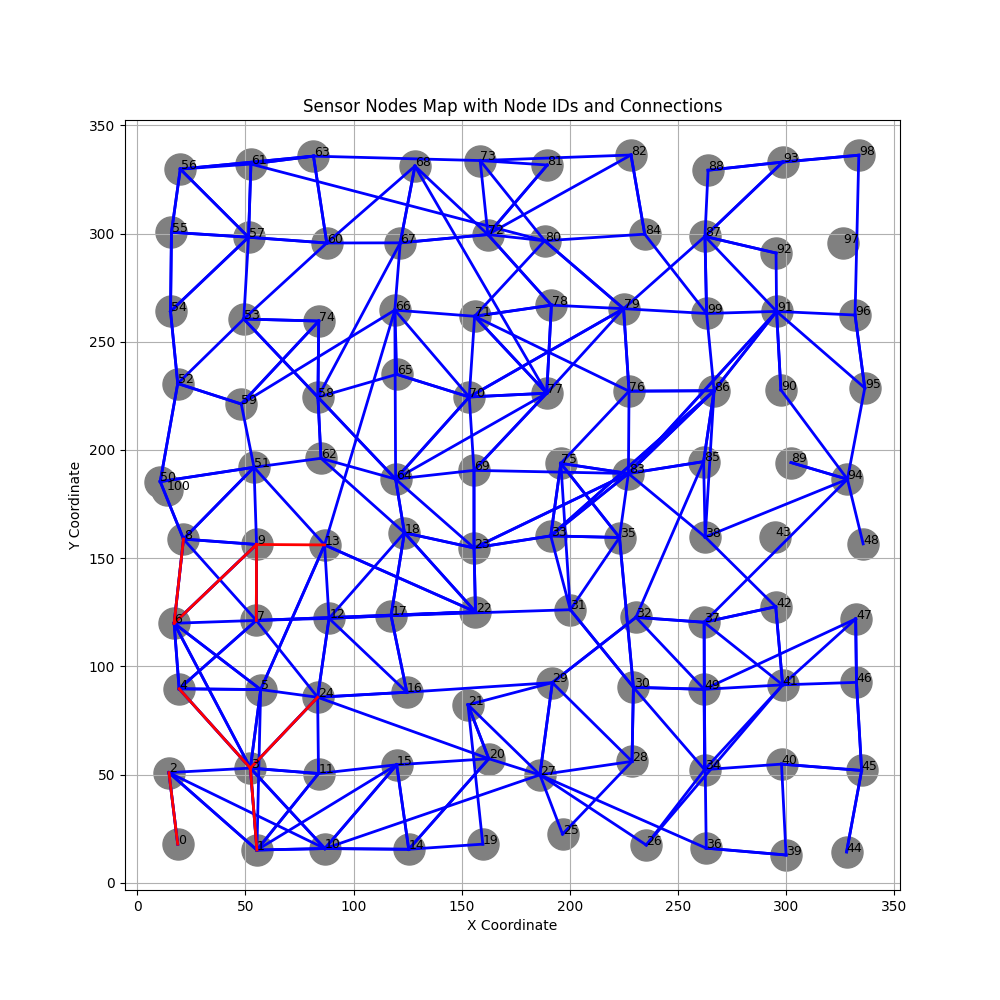 Sensor Nodes Map with Node IDs and Connections
350
56 61 63 68 73 81 82 88 93 98
300
55 57 60 67 72 80 84 87 92 97
250
54 53 74 66 71 78 79 99 91 96
52 59 58 65 70 77 76 86 90 95
200
50 100 51 62 64 69 75 83 85 89 94
150
8 9 13 18 23 33 35 38 43 48
6 7 12 17 22 31 32 37 42 47
100
4 5 24 16 21 29 30 49 41 46
50
2 3 11 15 20 27 28 34 40 45
0 1 10 14 19 25 26 36 39 44
0
0 50 100 150 200 250 300 350
X Coordinate
Y Coordinate